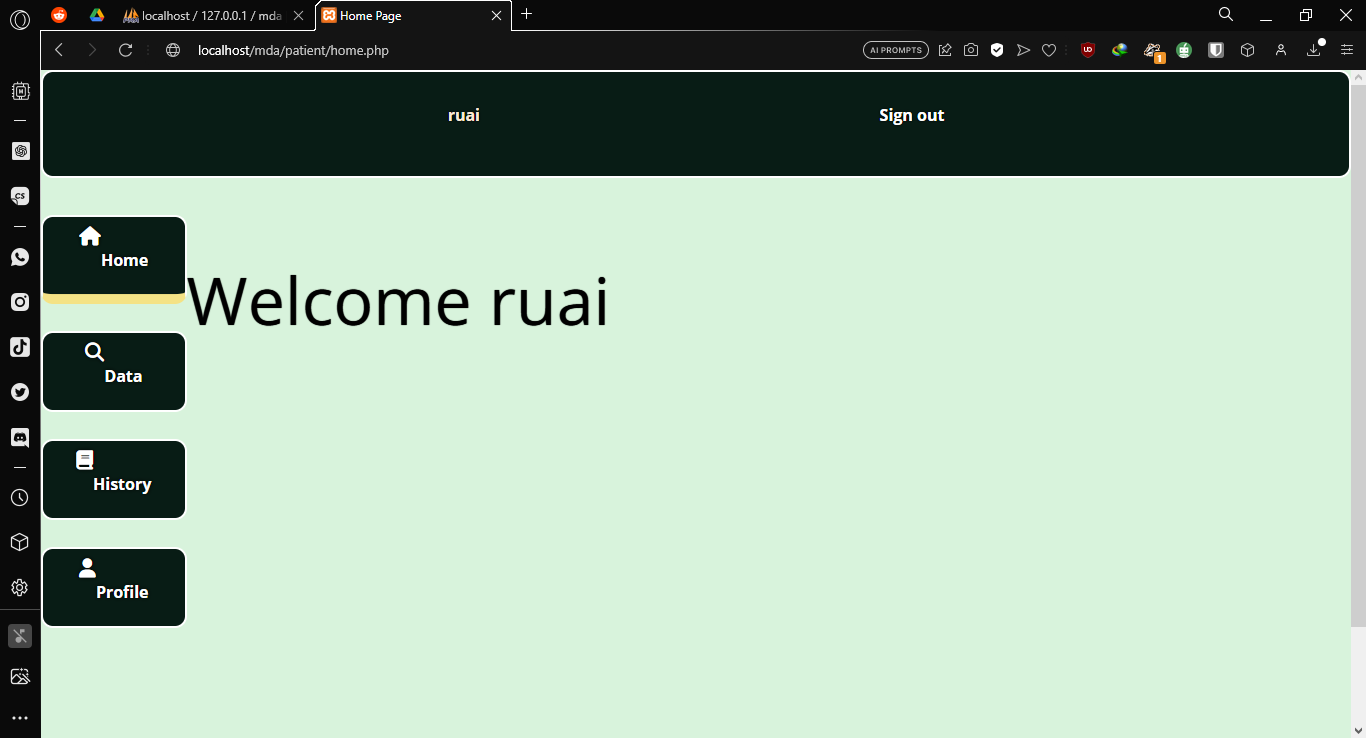 localhost / 127.0.0.1 / mda
Home Page
localhost/mda/patient/home.php
AI PROMPTS
1
ruai
Sign out
Home
Welcome ruai
Data
History
Profile